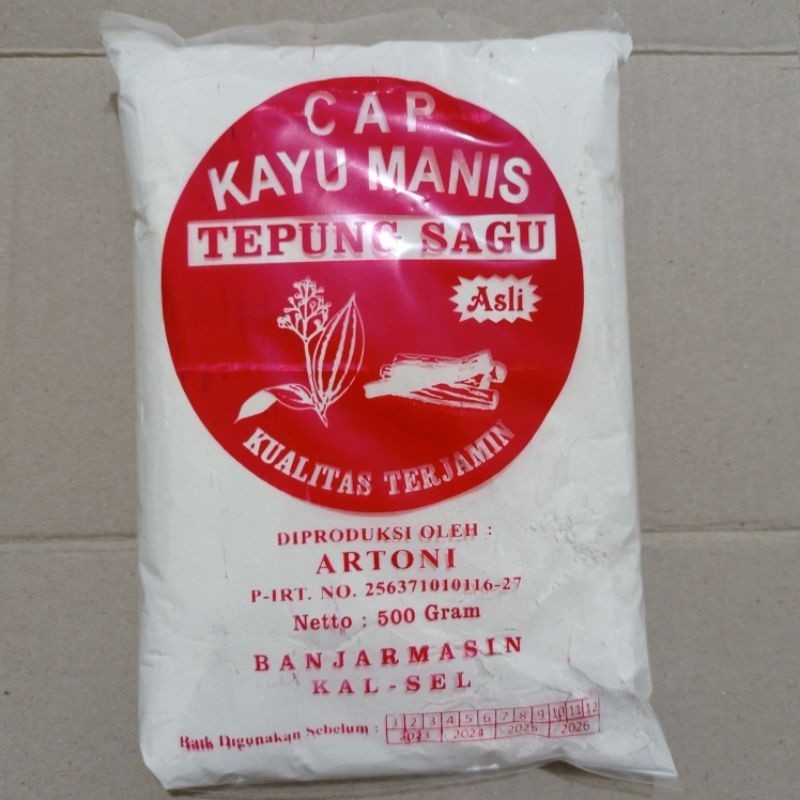 CAP
KAYU MANIS
TEPUNG SAGU
Asli
KUALITAS TERJAMIN
DIPRODUKSI OLEH :
ARTONI
P-IRT. NO. 256371010116-27
Netto : 500 Gram
BANJARMASIN
KAL - SEL
Baik Digunakan Sebelum : 1 2 3 4 5 6 7 8 9 10 11 12
2023 2024 2025 2026